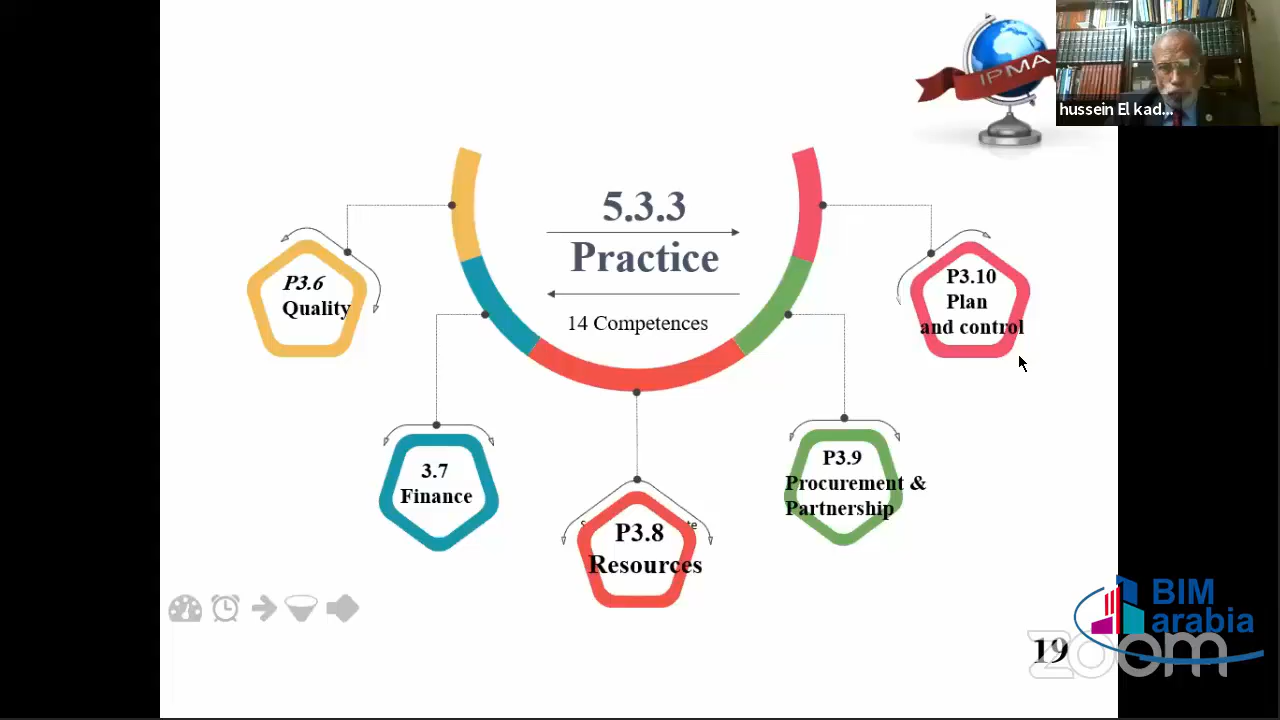 IPMA
hussein El kad...
5.3.3
Practice
14 Competences
P3.6
Quality
3.7
Finance
P3.8
Resources
P3.9
Procurement &
Partnership
P3.10
Plan
and control
BIM
arabia
19
zoom